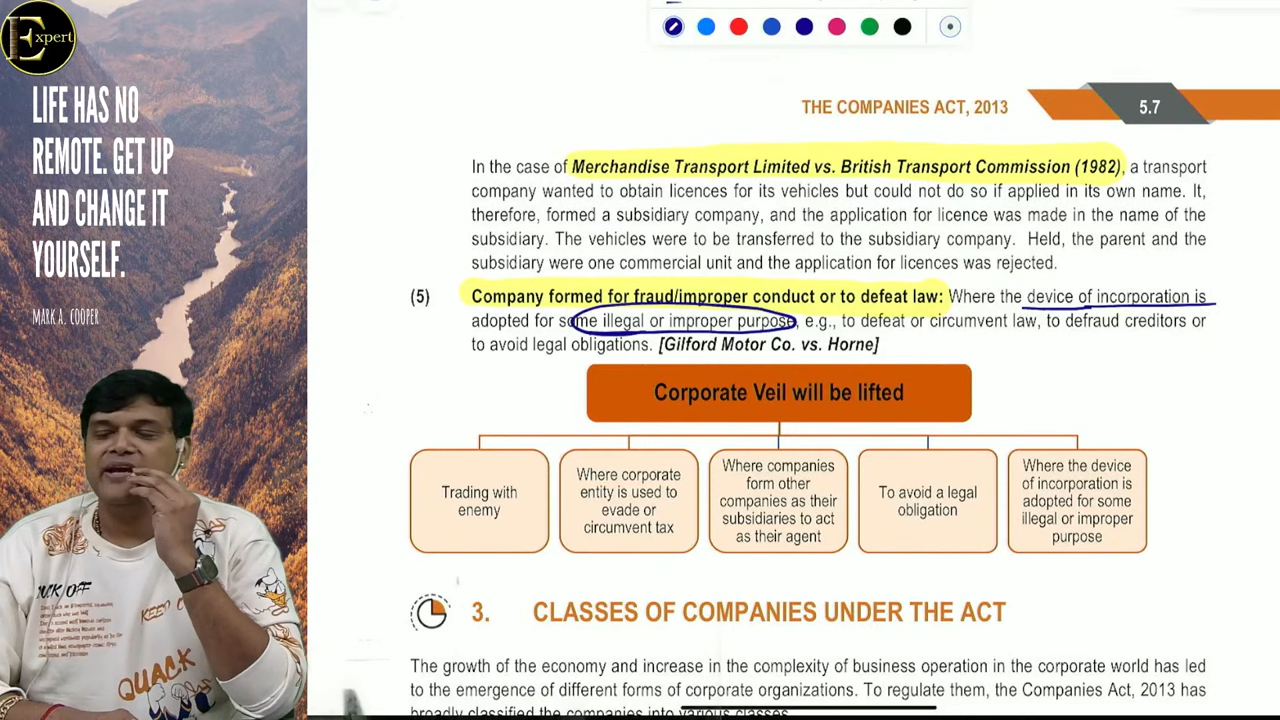 Expert
LIFE HAS NO
REMOTE. GET UP
AND CHANGE IT
YOURSELF.
MARK A. COOPER
THE COMPANIES ACT, 2013
5.7
In the case of Merchandise Transport Limited vs. British Transport Commission (1982), a transport
company wanted to obtain licences for its vehicles but could not do so if applied in its own name. It,
therefore, formed a subsidiary company, and the application for licence was made in the name of the
subsidiary. The vehicles were to be transferred to the subsidiary company. Held, the parent and the
subsidiary were one commercial unit and the application for licences was rejected.
(5) Company formed for fraud/improper conduct or to defeat law: Where the device of incorporation is
adopted for some illegal or improper purpose, e.g., to defeat or circumvent law, to defraud creditors or
to avoid legal obligations. [Gilford Motor Co. vs. Horne]
Corporate Veil will be lifted
Trading with
enemy
Where corporate
entity is used to
evade or
circumvent tax
Where companies
form other
companies as their
subsidiaries to act
as their agent
To avoid a legal
obligation
Where the device
of incorporation is
adopted for some
illegal or improper
purpose
3. CLASSES OF COMPANIES UNDER THE ACT
The growth of the economy and increase in the complexity of business operation in the corporate world has led
to the emergence of different forms of corporate organizations. To regulate them, the Companies Act, 2013 has
broadly classified the companies into various classes.
QUACK